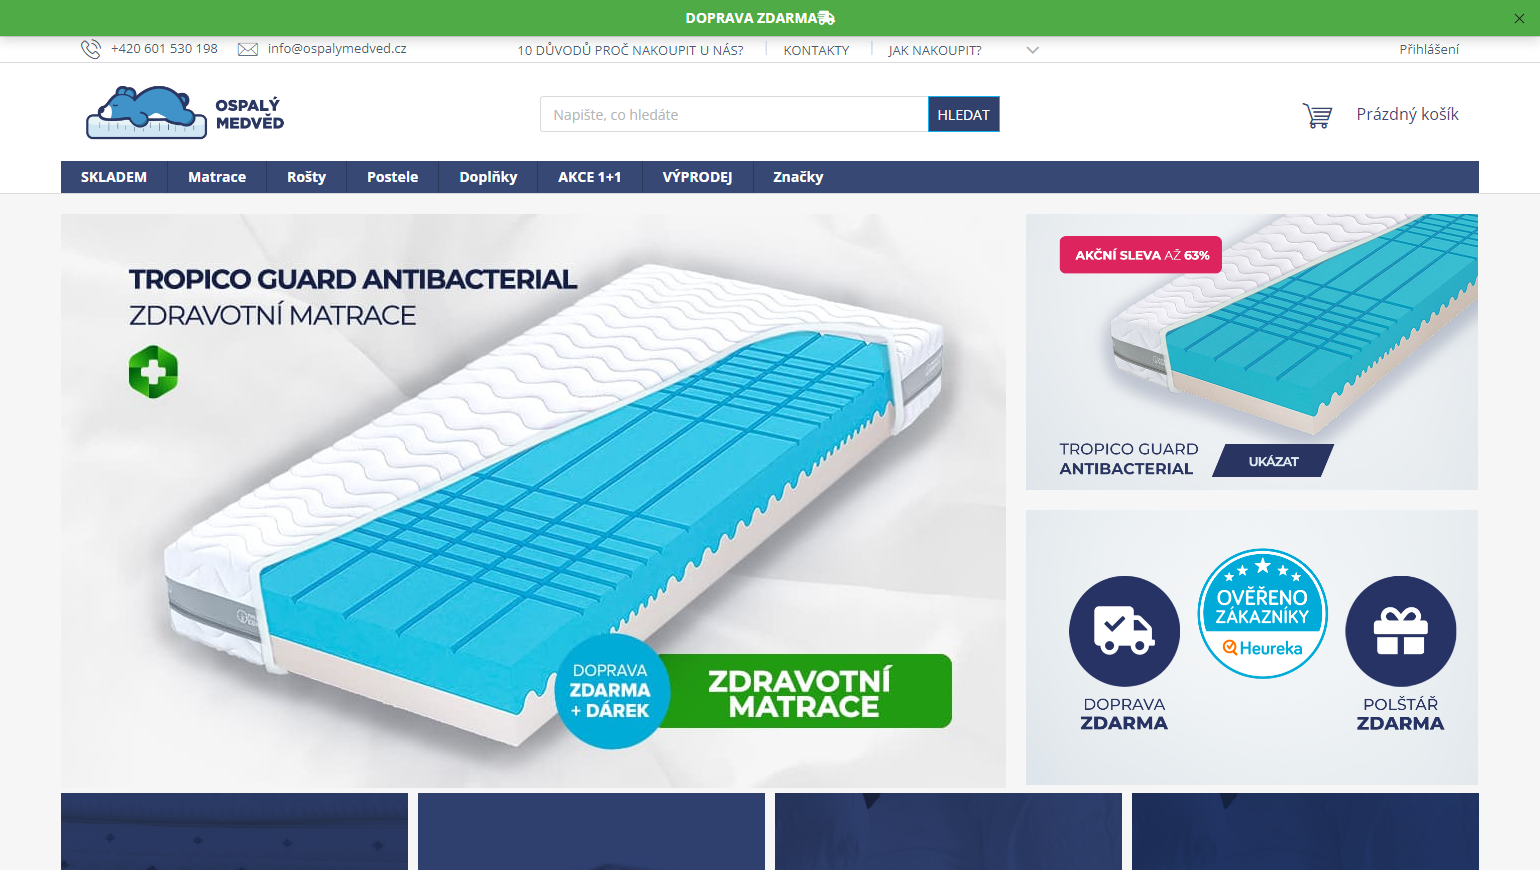 DOPRAVA ZDARMA
+420 601 530 198
info@ospalymedved.cz
10 DŮVODŮ PROČ NAKOUPIT U NÁS?
KONTAKTY
JAK NAKOUPIT?
Přihlášení
OSPALÝ
MEDVĚD
Napište, co hledáte
HLEDAT
Prázdný košík
SKLADEM
Matrace
Rošty
Postele
Doplňky
AKCE 1+1
VÝPRODEJ
Značky
TROPICO GUARD ANTIBACTERIAL
ZDRAVOTNÍ MATRACE
DOPRAVA
ZDARMA
+ DÁREK
ZDRAVOTNÍ
MATRACE
AKČNÍ SLEVA AŽ 63%
TROPICO GUARD
ANTIBACTERIAL
UKÁZAT
DOPRAVA
ZDARMA
OVĚŘENO
ZÁKAZNÍKY
Heureka
POLŠTÁŘ
ZDARMA